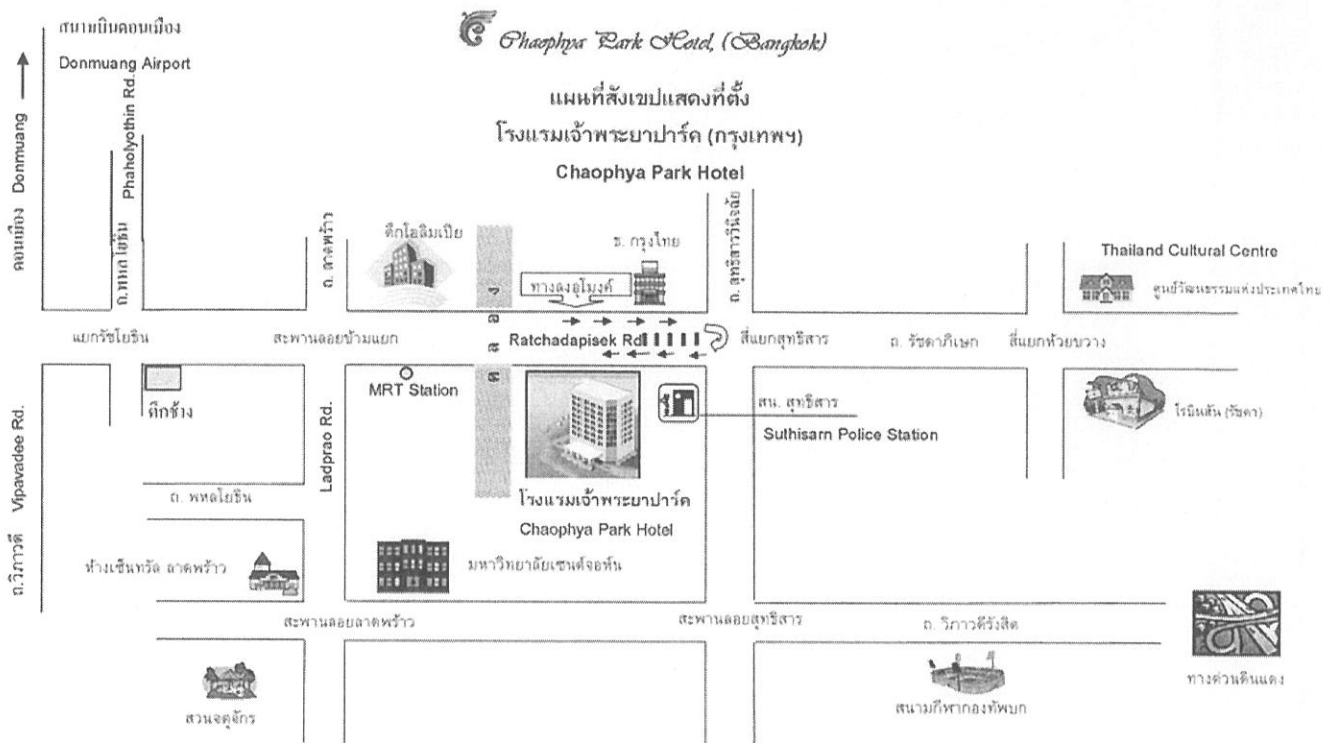 สนามบินดอนเมือง
Donmuang Airport
Chaophya Park Hotel, (Bangkok)
แผนที่สังเขปแสดงที่ตั้ง
โรงแรมเจ้าพระยาปาร์ค (กรุงเทพฯ)
Chaophya Park Hotel
ดอนเมือง Donmuang
ถ.พหลโยธิน Phaholyothin Rd.
ถ. ลาดพร้าว
ตึกโอลิมเปีย
คลอง
ธ. กรุงไทย
ทางลงอุโมงค์
ถ. สุทธิสารวินิจฉัย
Thailand Cultural Centre
ศูนย์วัฒนธรรมแห่งประเทศไทย
แยกรัชโยธิน
สะพานลอยข้ามแยก
Ratchadapisek Rd
สี่แยกสุทธิสาร
ถ. รัชดาภิเษก
สี่แยกห้วยขวาง
MRT Station
ตึกช้าง
Ladprao Rd.
สน. สุทธิสาร
Suthisarn Police Station
โรบินสัน (รัชดา)
ถ.วิภาวดี Vipavadee Rd.
ถ. พหลโยธิน
โรงแรมเจ้าพระยาปาร์ค
Chaophya Park Hotel
ห้างเซ็นทรัล ลาดพร้าว
มหาวิทยาลัยเซนต์จอห์น
สะพานลอยลาดพร้าว
สะพานลอยสุทธิสาร
ถ. วิภาวดีรังสิต
สวนจตุจักร
สนามกีฬากองทัพบก
ทางด่วนดินแดง